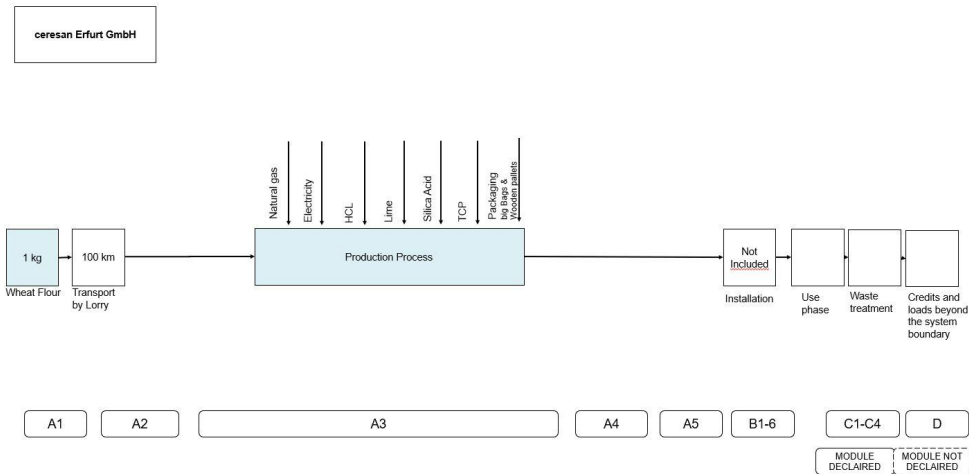 ceresan Erfurt GmbH
Natural gas
Electricity
HCL
Lime
Silica Acid
TCP
Packaging
big Bags &
Wooden pallets
1 kg
100 km
Production Process
Not
Included
Wheat Flour
Transport
by Lorry
Installation
Use
phase
Waste
treatment
Credits and
loads beyond
the system
boundary
A1
A2
A3
A4
A5
B1-6
C1-C4
D
MODULE
DECLAIRED
MODULE NOT
DECLAIRED